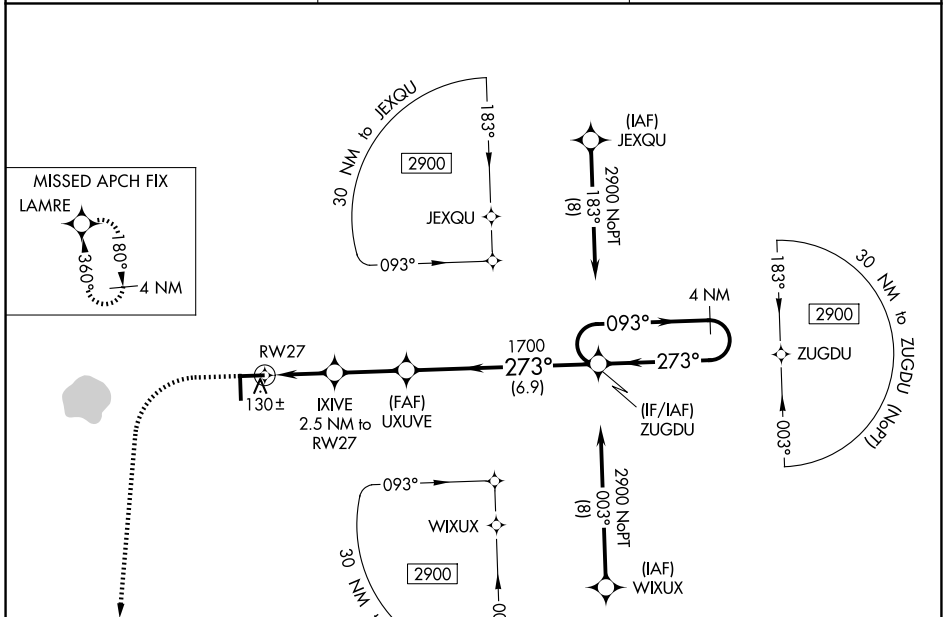 MISSED APCH FIX
LAMRE
180°
360°
4 NM
30 NM to JEXQU
183°
2900
JEXQU
093°
(IAF)
JEXQU
2900 NoPT
183°
(8)
183°
30 NM to ZUGDU (NoPT)
2900
ZUGDU
003°
4 NM
093°
273°
1700
273°
(6.9)
(IF/IAF)
ZUGDU
RW27
130±
IXIVE
2.5 NM to
RW27
(FAF)
UXUVE
093°
WIXUX
2900
30 NM
00
2900 NoPT
003°
(8)
(IAF)
WIXUX